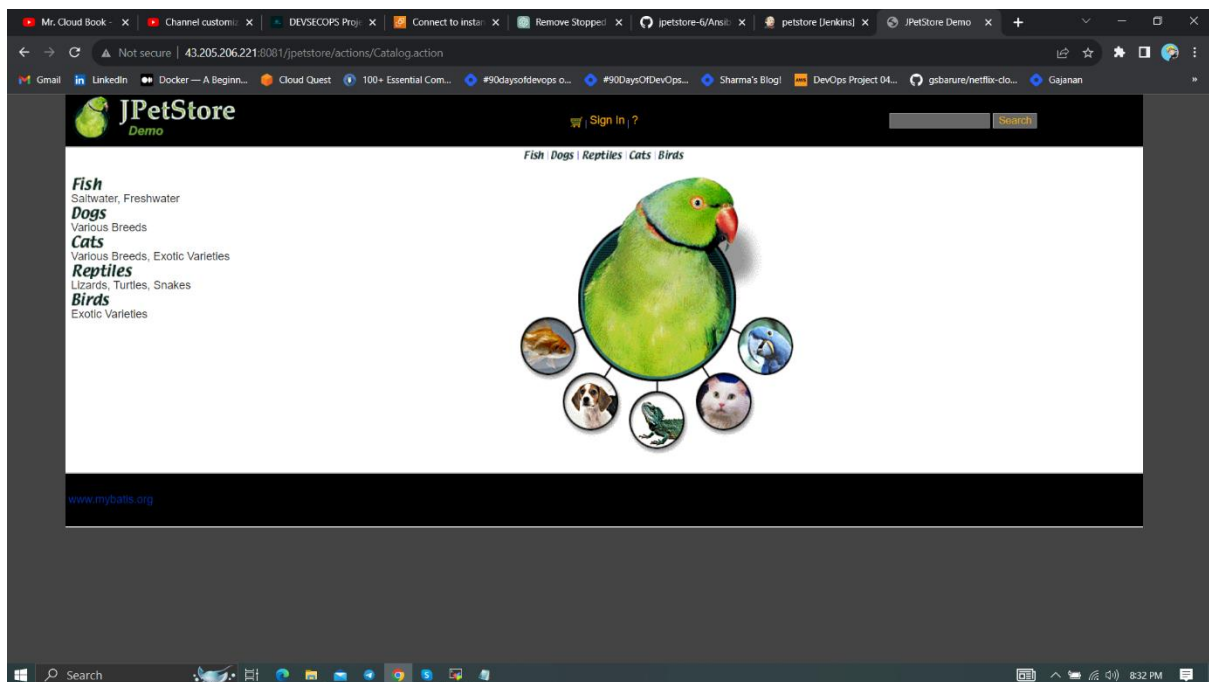 Mr. Cloud Book -
Channel customi
DEVSECOPS Proje
Connect to instan
Remove Stopped
jpetstore-6/Ansib
petstore [Jenkins]
JPetStore Demo
Not secure | 43.205.206.221:8081/jpetstore/actions/Catalog.action
Gmail
LinkedIn
Docker — A Beginn...
Cloud Quest
100+ Essential Com...
#90daysofdevops o...
#90DaysOfDevOps...
Sharma's Blog!
DevOps Project 04...
gsbarure/netflix-clo...
Gajanan
»
JPetStore
Demo
| Sign In | ?
Search
Fish | Dogs | Reptiles | Cats | Birds
Fish
Saltwater, Freshwater
Dogs
Various Breeds
Cats
Various Breeds, Exotic Varieties
Reptiles
Lizards, Turtles, Snakes
Birds
Exotic Varieties
www.mybatis.org
Search
8:32 PM